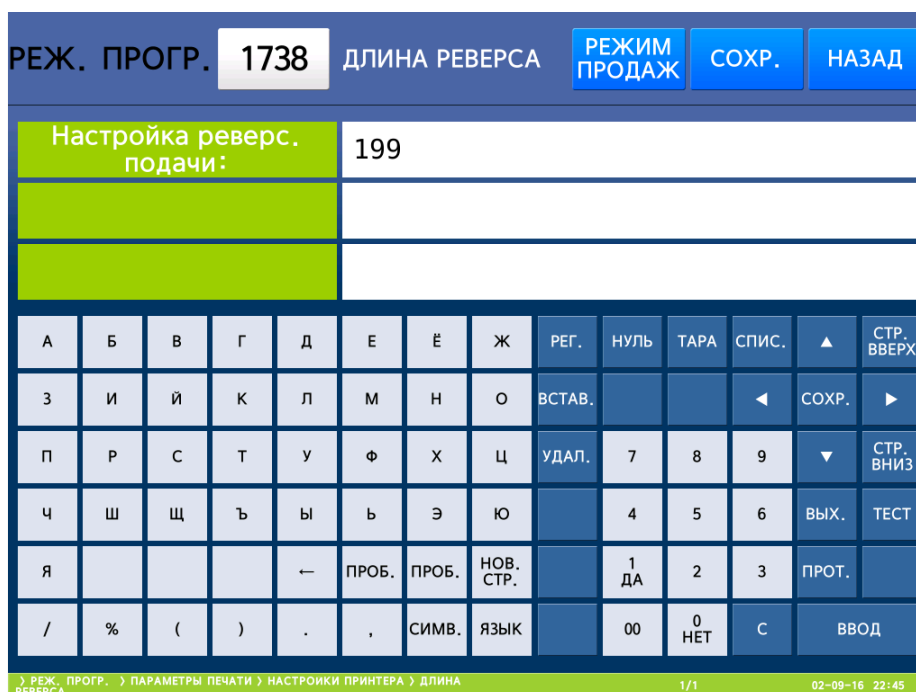 РЕЖ. ПРОГР. 1738 ДЛИНА РЕВЕРСА РЕЖИМ ПРОДАЖ СОХР. НАЗАД
Настройка реверс.
подачи: 199
А Б В Г Д Е Ё Ж РЕГ. НУЛЬ ТАРА СПИС. ▲ СТР. ВВЕРХ
З И Й К Л М Н О ВСТАВ. ◀ СОХР. ▶
П Р С Т У Ф Х Ц УДАЛ. 7 8 9 ▼ СТР. ВНИЗ
Ч Ш Щ Ъ Ы Ь Э Ю 4 5 6 ВЫХ. ТЕСТ
Я ← ПРОБ. ПРОБ. НОВ. СТР. 1 ДА 2 3 ПРОТ.
/ % ( ) . , СИМВ. ЯЗЫК 00 0 НЕТ С ВВОД
> РЕЖ. ПРОГР. > ПАРАМЕТРЫ ПЕЧАТИ > НАСТРОЙКИ ПРИНТЕРА > ДЛИНА
РЕВЕРСА 1/1 02-09-16 22:45